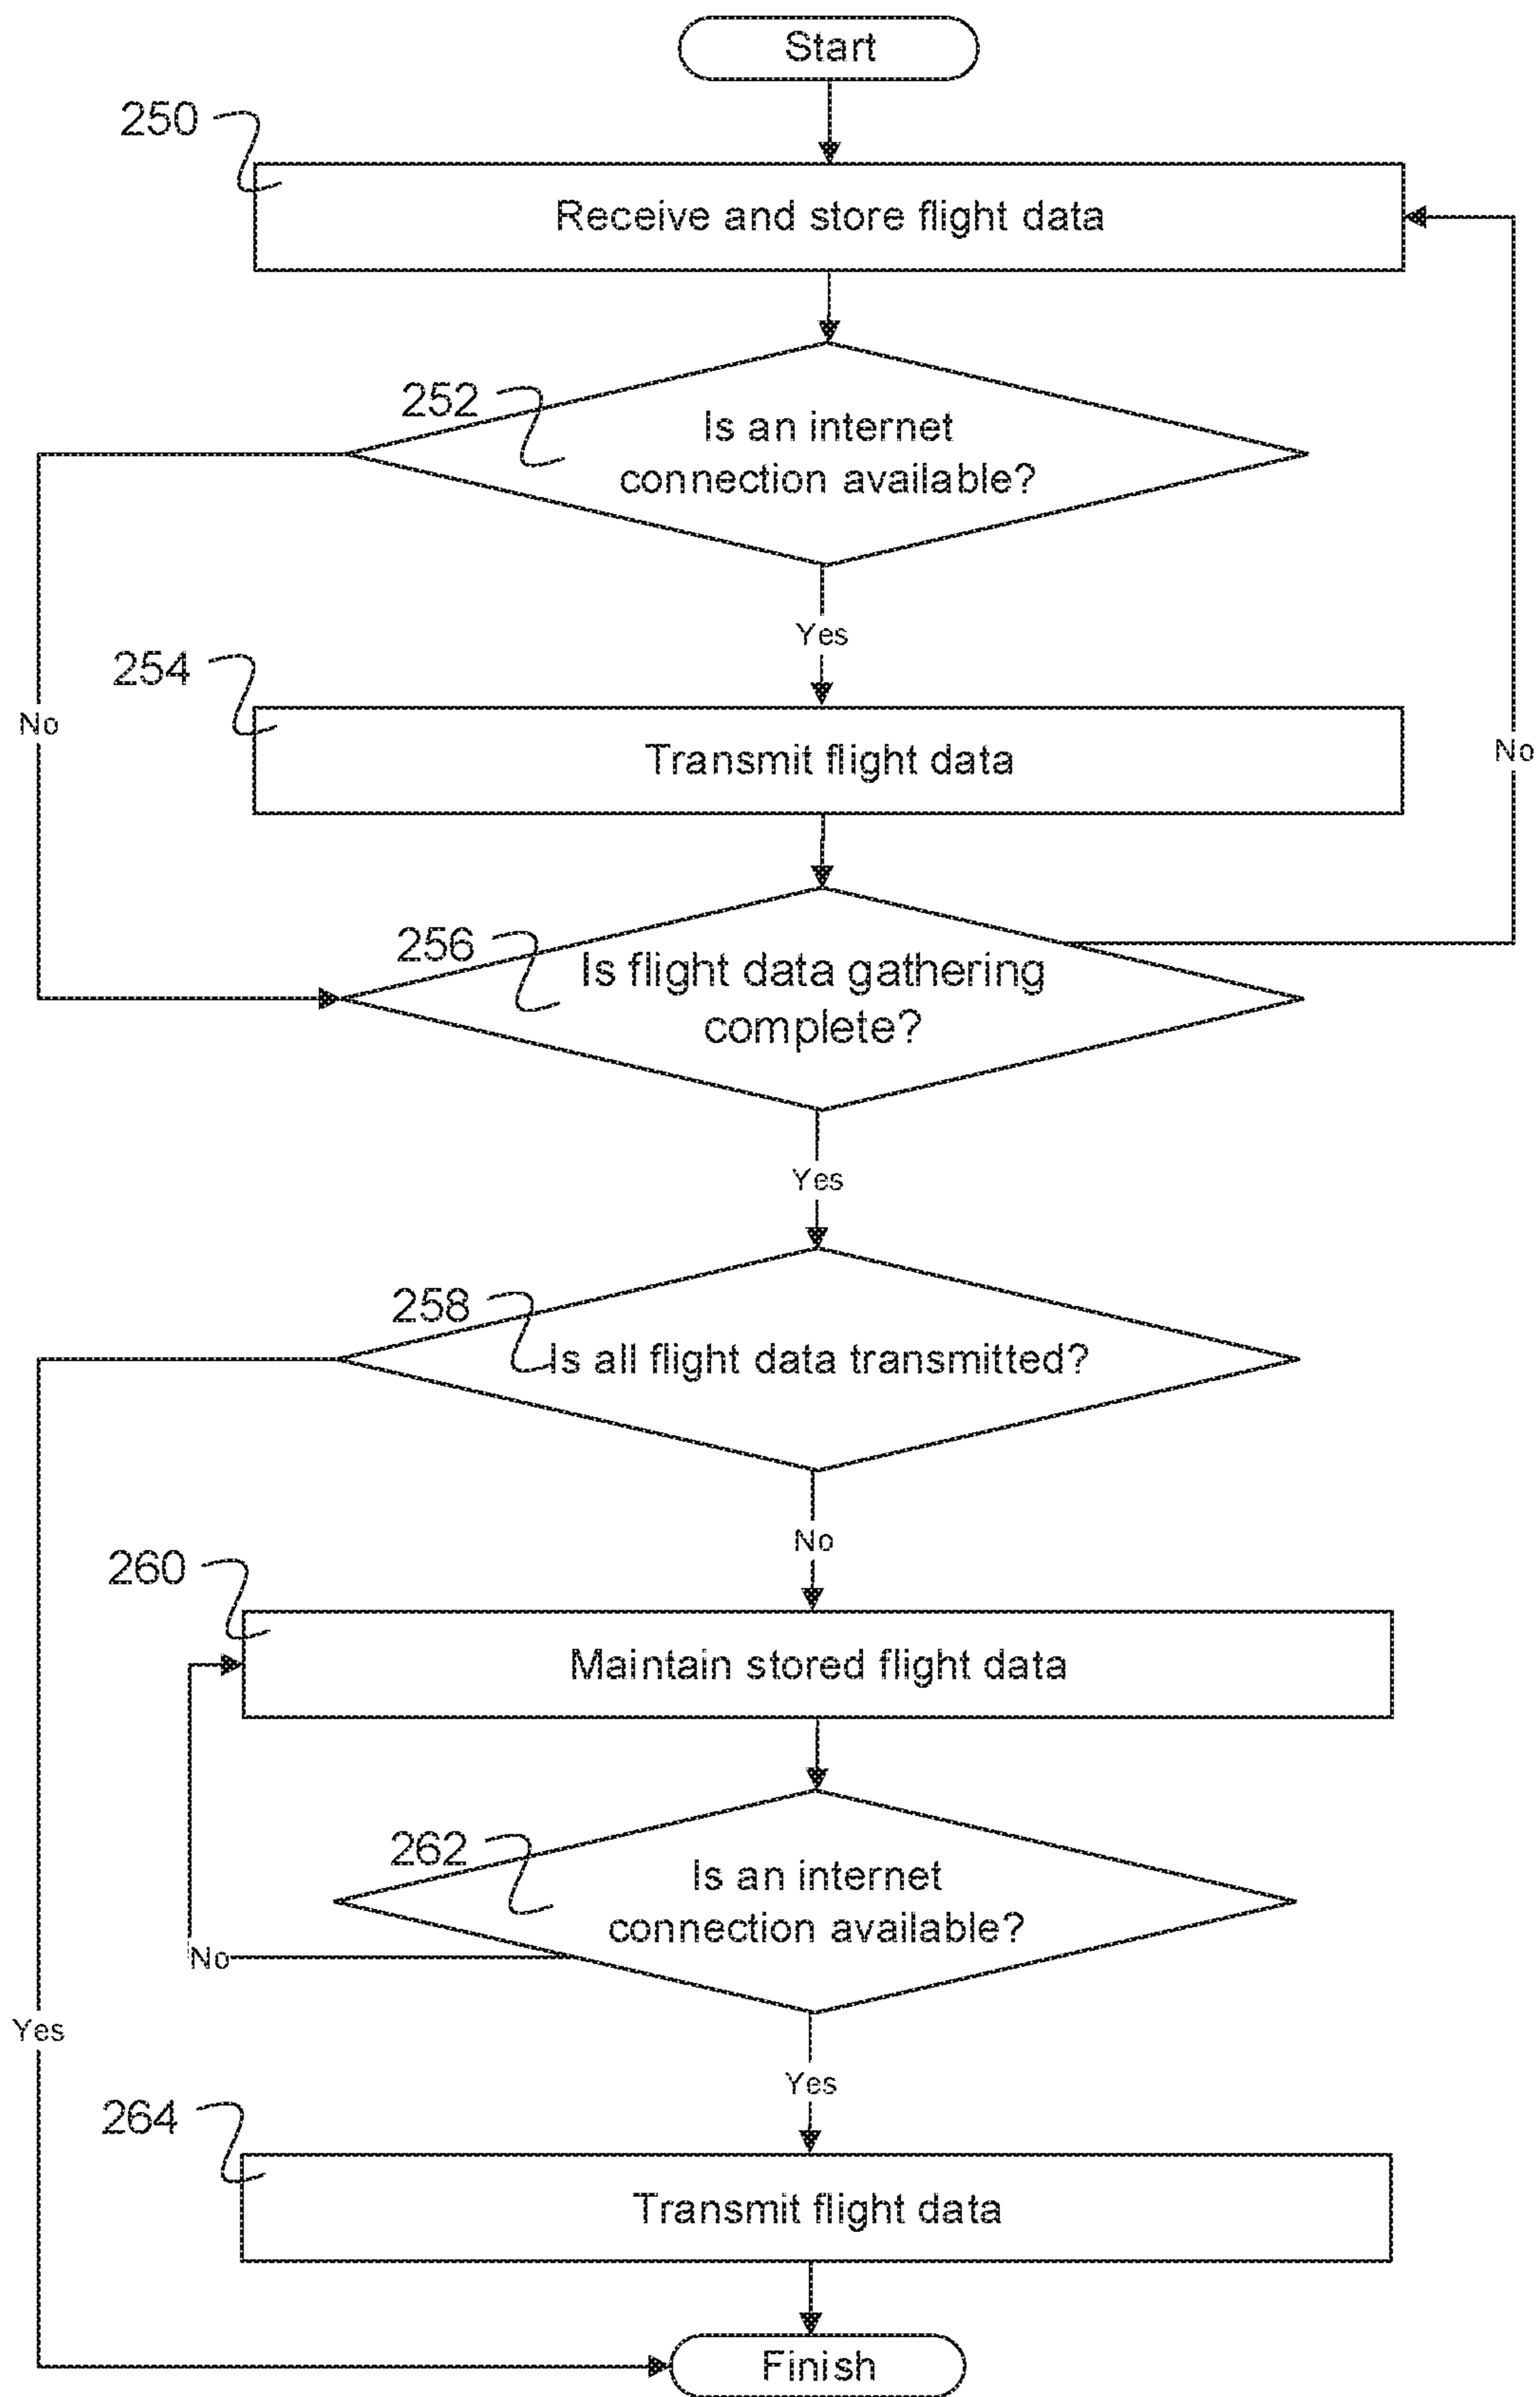 Start
250
Receive and store flight data
252
Is an internet
connection available?
Yes
254
No
Transmit flight data
No
256
Is flight data gathering
complete?
Yes
258
Is all flight data transmitted?
No
260
Maintain stored flight data
262
Is an internet
connection available?
No
Yes
Yes
264
Transmit flight data
Finish